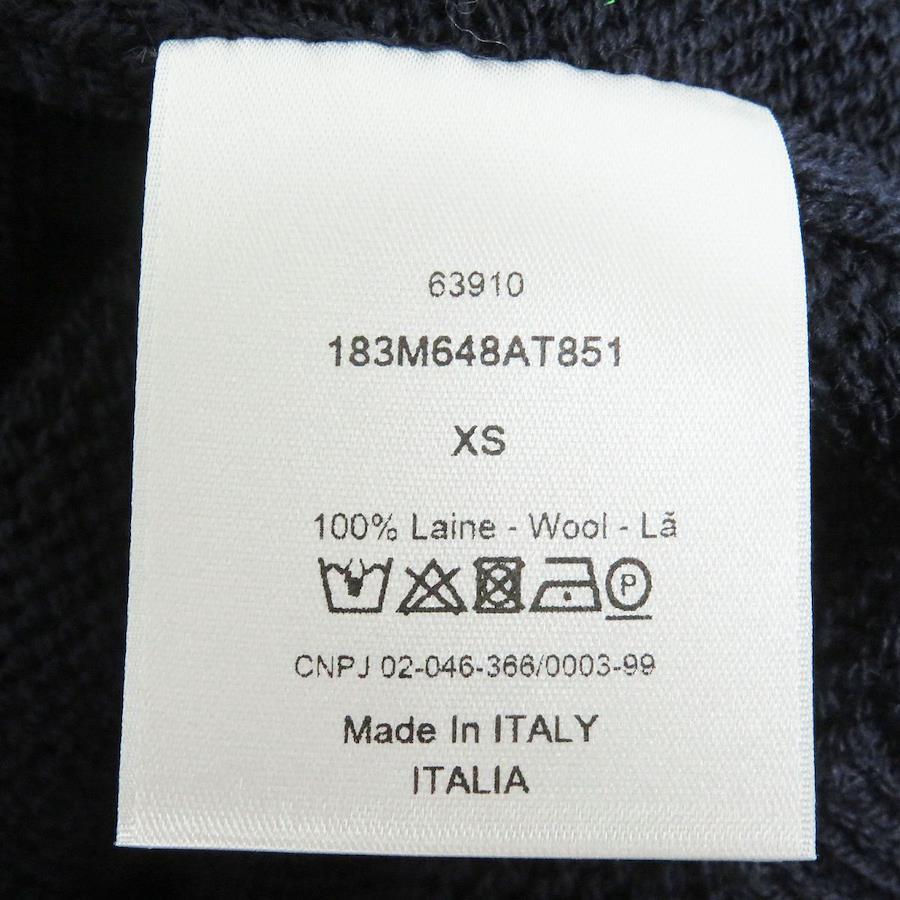 63910
183M648AT851
XS
100% Laine - Wool - Lã
P
CNPJ 02-046-366/0003-99
Made In ITALY
ITALIA